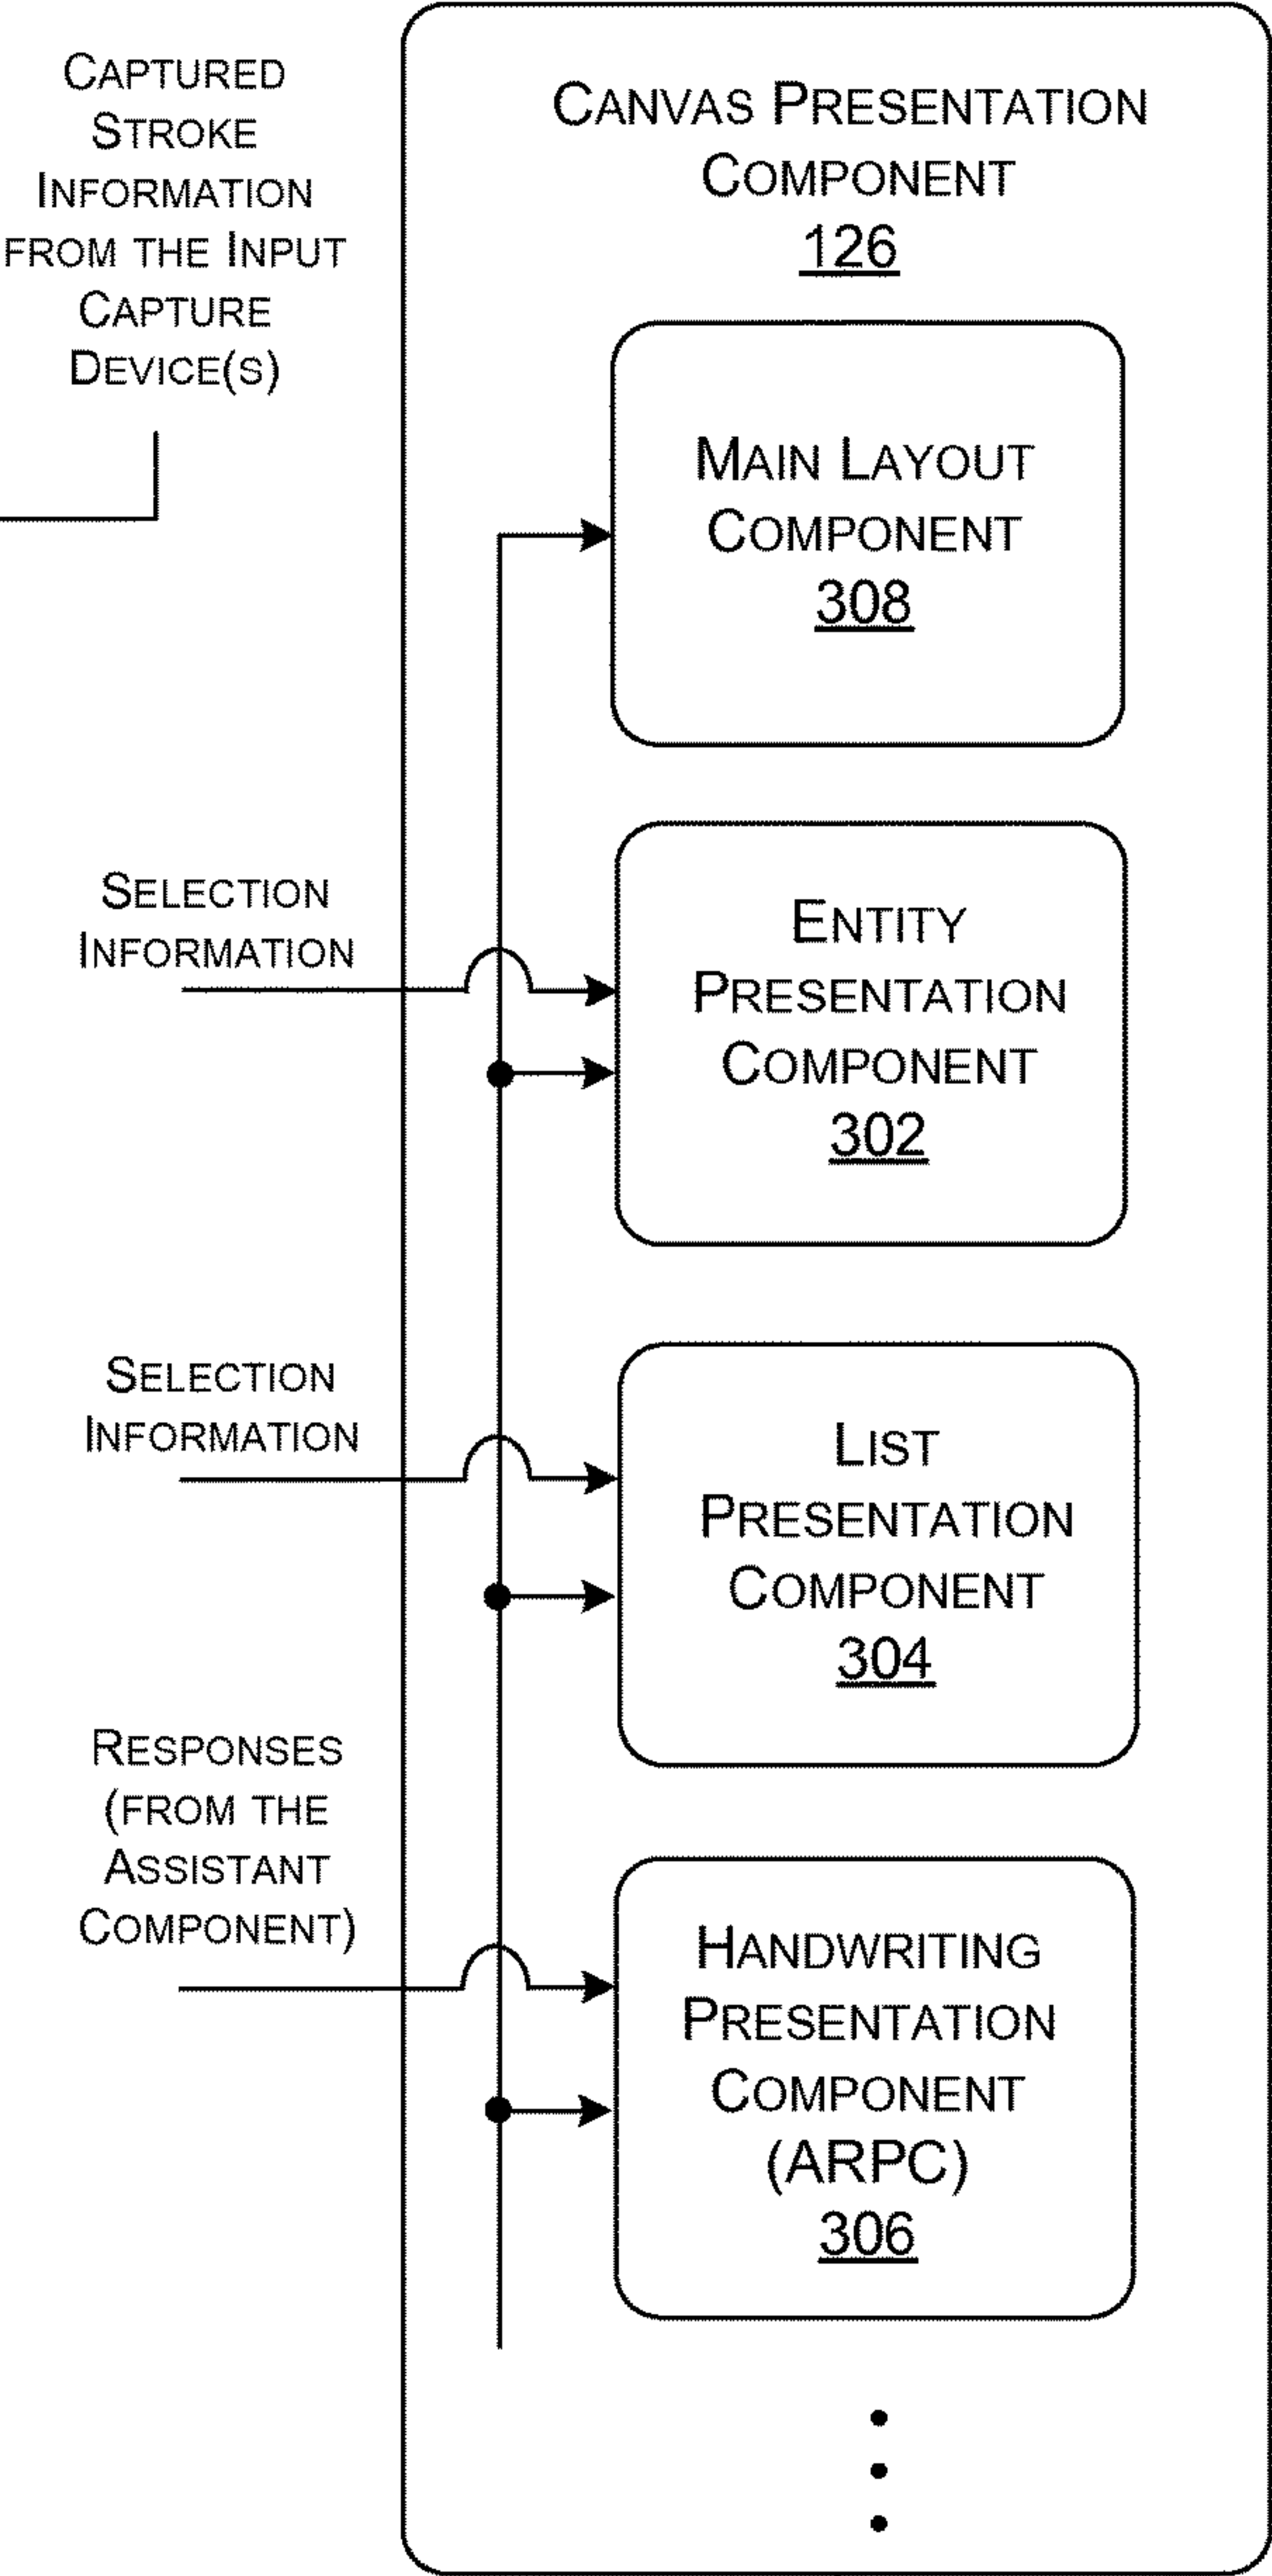 CAPTURED
STROKE
INFORMATION
FROM THE INPUT
CAPTURE
DEVICE(S)
CANVAS PRESENTATION
COMPONENT
126
MAIN LAYOUT
COMPONENT
308
SELECTION
INFORMATION
ENTITY
PRESENTATION
COMPONENT
302
SELECTION
INFORMATION
LIST
PRESENTATION
COMPONENT
304
RESPONSES
(FROM THE
ASSISTANT
COMPONENT)
HANDWRITING
PRESENTATION
COMPONENT
(ARPC)
306